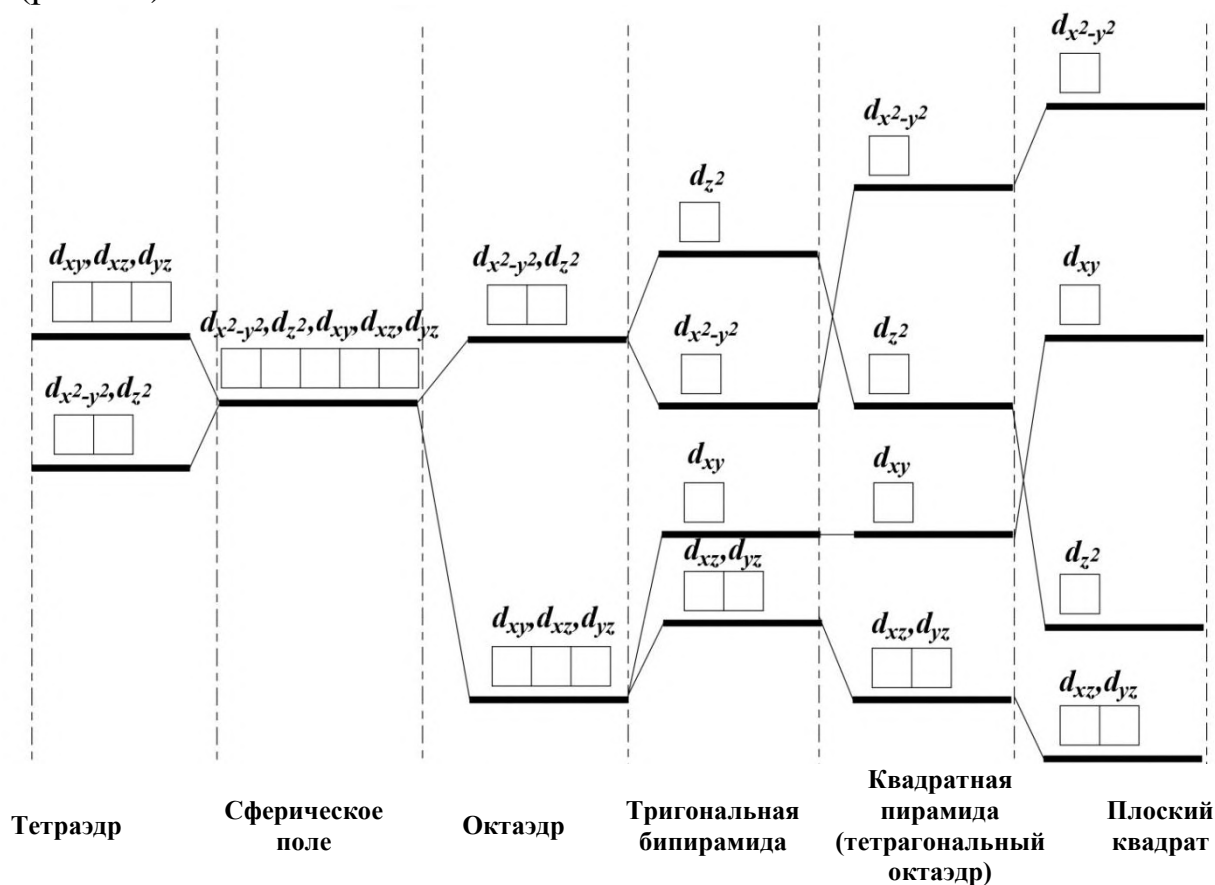 d_{x²-y²}
d_{x²-y²}
d_{z²}
d_{xy},d_{xz},d_{yz}
d_{x²-y²},d_{z²}
d_{xy}
d_{x²-y²},d_{z²},d_{xy},d_{xz},d_{yz}
d_{x²-y²}
d_{z²}
d_{x²-y²},d_{z²}
d_{xy}
d_{xy}
d_{xz},d_{yz}
d_{z²}
d_{xy},d_{xz},d_{yz}
d_{xz},d_{yz}
d_{xz},d_{yz}
Тетраэдр
Сферическое
поле
Октаэдр
Тригональная
бипирамида
Квадратная
пирамида
(тетрагональный
октаэдр)
Плоский
квадрат